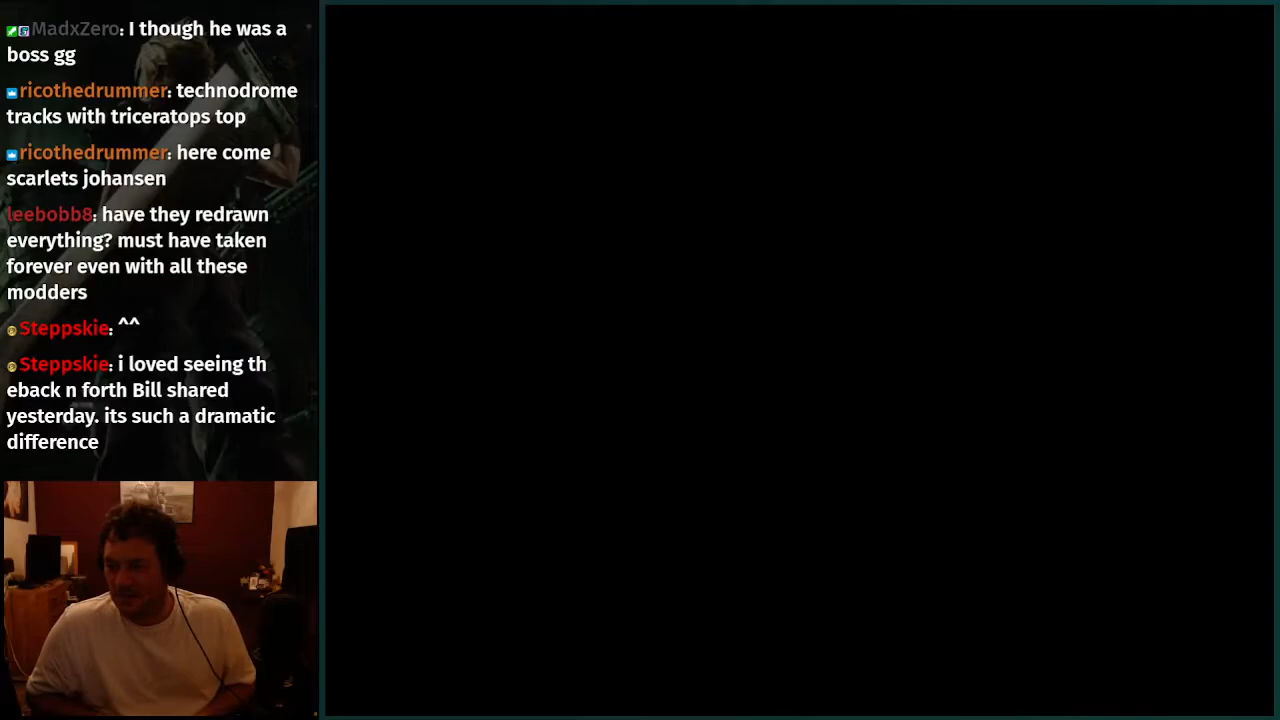 MadxZero: I though he was a
boss gg
ricothedrummer: technodrome
tracks with triceratops top
ricothedrummer: here come
scarlets johansen
leebobb8: have they redrawn
everything? must have taken
forever even with all these
modders
Steppskie: ^^
Steppskie: i loved seeing th
eback n forth Bill shared
yesterday. its such a dramatic
difference